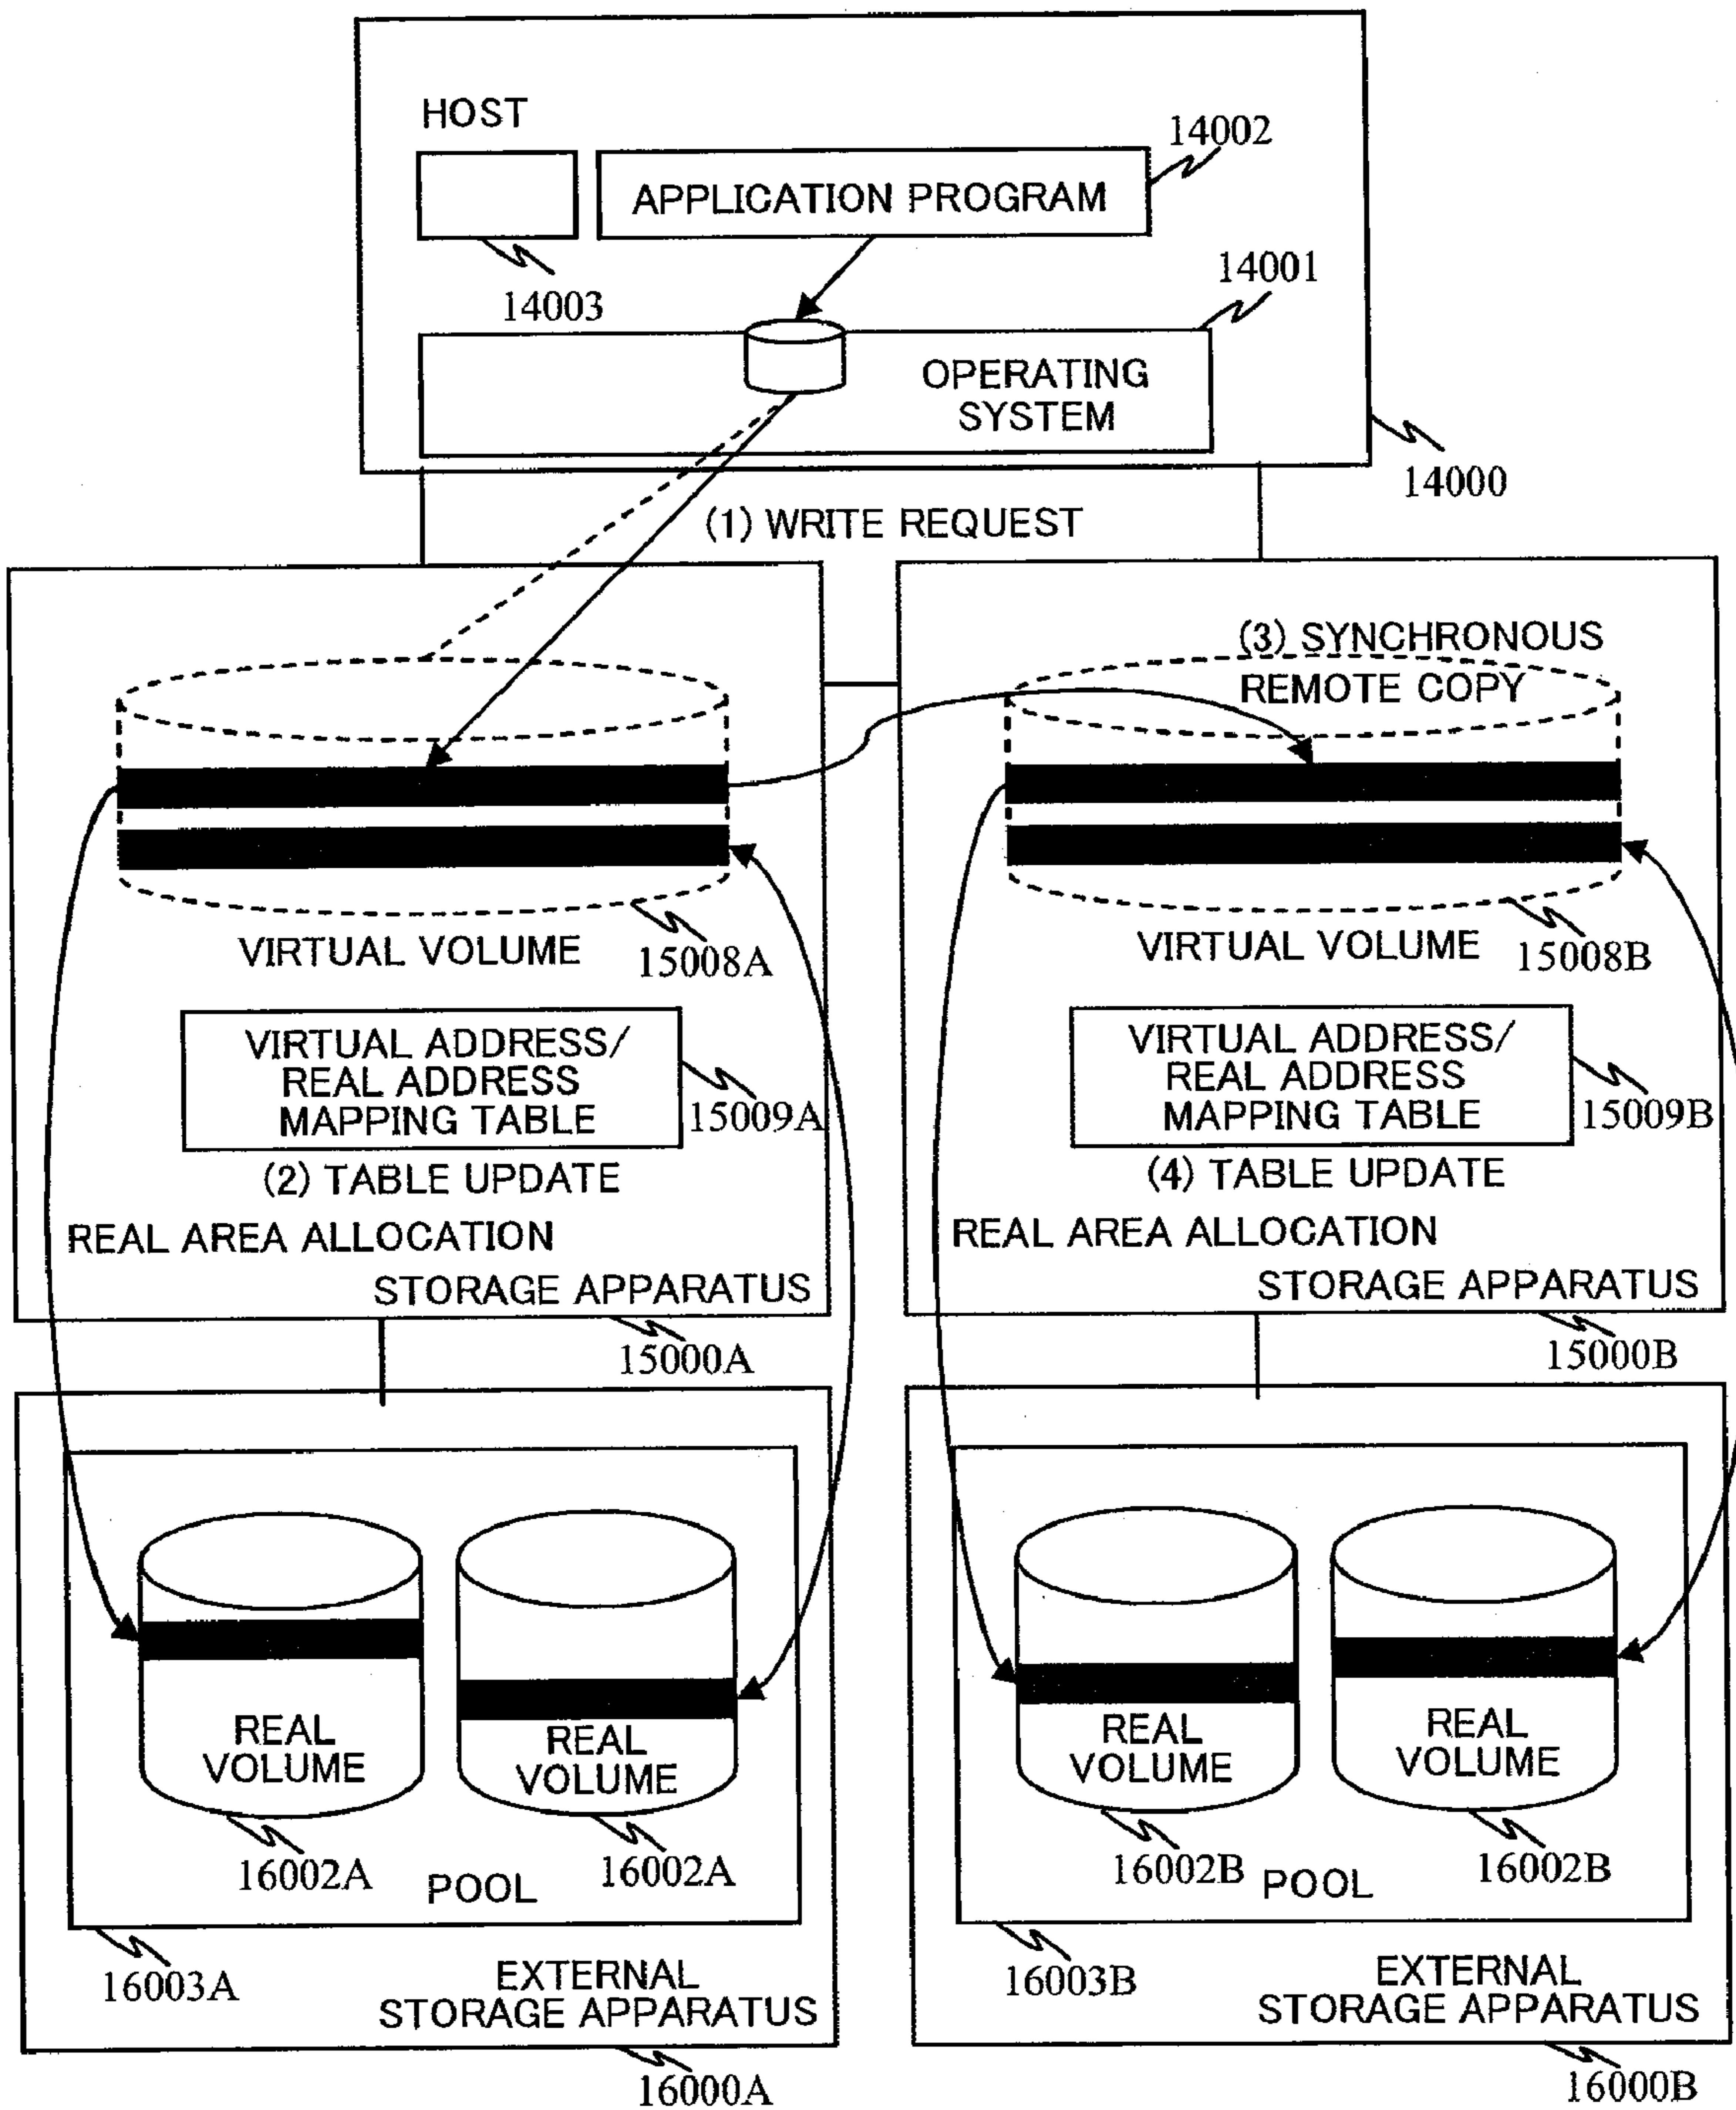 HOST
14002
APPLICATION PROGRAM
14003
14001
OPERATING
SYSTEM
14000
(1) WRITE REQUEST
(3) SYNCHRONOUS
REMOTE COPY
VIRTUAL VOLUME
15008A
VIRTUAL VOLUME
15008B
VIRTUAL ADDRESS/
REAL ADDRESS
MAPPING TABLE
15009A
VIRTUAL ADDRESS/
REAL ADDRESS
MAPPING TABLE
15009B
(2) TABLE UPDATE
(4) TABLE UPDATE
REAL AREA ALLOCATION
REAL AREA ALLOCATION
STORAGE APPARATUS
STORAGE APPARATUS
15000A
15000B
REAL
VOLUME
REAL
VOLUME
REAL
VOLUME
REAL
VOLUME
16002A
16002A
16002B
16002B
POOL
POOL
16003A
16003B
EXTERNAL
STORAGE APPARATUS
EXTERNAL
STORAGE APPARATUS
16000A
16000B